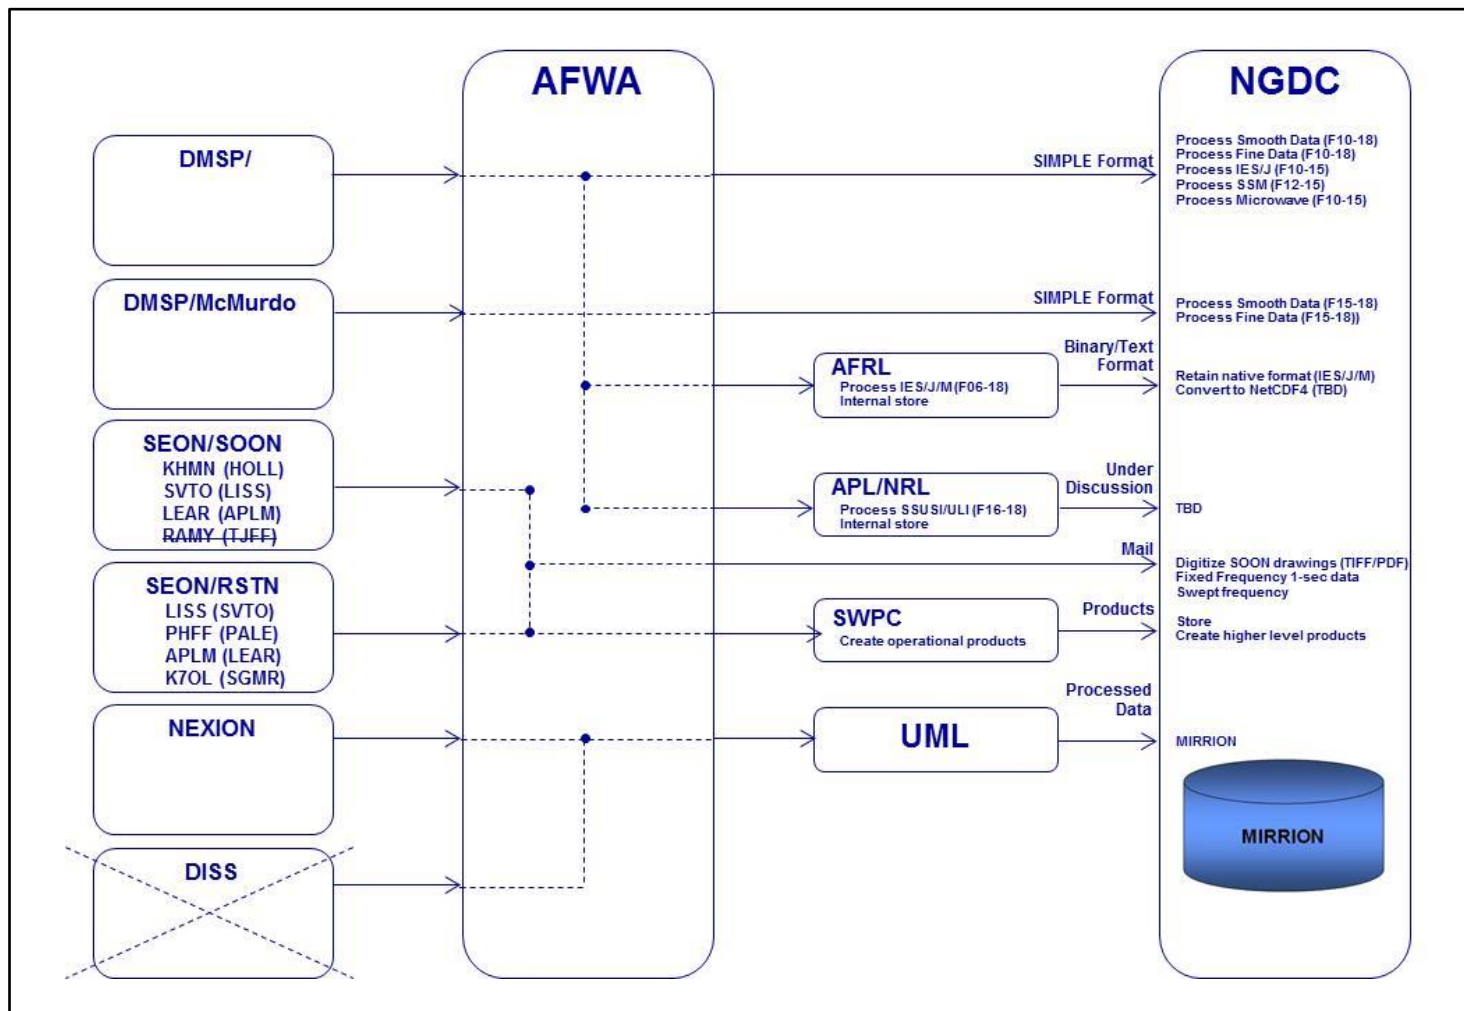 AFWA
NGDC
DMSP/
SIMPLE Format
Process Smooth Data (F10-18)
Process Fine Data (F10-18)
Process IES/J (F10-15)
Process SSM (F12-15)
Process Microwave (F10-15)
DMSP/McMurdo
SIMPLE Format
Process Smooth Data (F15-18)
Process Fine Data (F15-18))
AFRL
Process IES/J/M (F06-18)
Internal store
Binary/Text
Format
Retain native format (IES/J/M)
Convert to NetCDF4 (TBD)
SEON/SOON
KHMN (HOLL)
SVTO (LISS)
LEAR (APLM)
RAMY (TJFF)
APL/NRL
Process SSUSI/ULI (F16-18)
Internal store
Under
Discussion
TBD
Mail
Digitize SOON drawings (TIFF/PDF)
Fixed Frequency 1-sec data
Swept frequency
SEON/RSTN
LISS (SVTO)
PHFF (PALE)
APLM (LEAR)
K7OL (SGMR)
SWPC
Create operational products
Products
Store
Create higher level products
NEXION
UML
Processed
Data
MIRRION
MIRRION
DISS